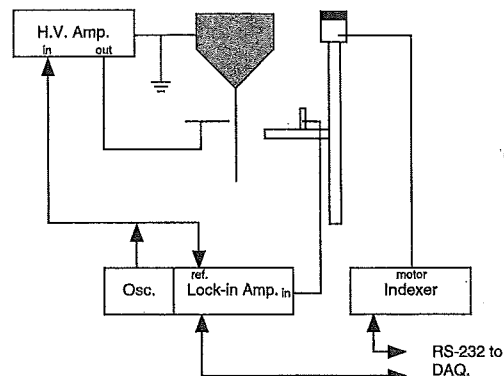 H.V. Amp.
in
out
ref.
Osc.
Lock-in Amp.
in
motor
Indexer
RS-232 to
DAQ.